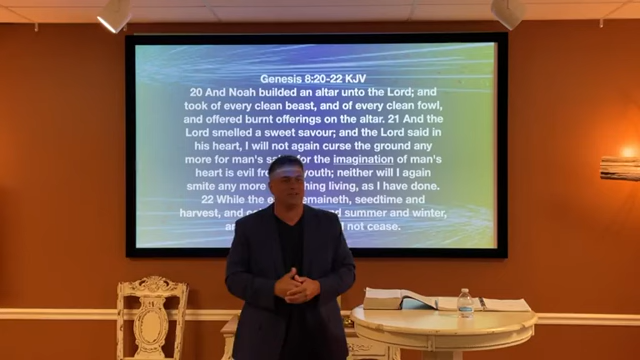 Genesis 8:20-22 KJV
20 And Noah builded an altar unto the Lord; and
took of every clean beast, and of every clean fowl,
and offered burnt offerings on the altar. 21 And the
Lord smelled a sweet savour; and the Lord said in
his heart, I will not again curse the ground any
more for man's for the imagination of man's
heart is evil youth; neither will I again
smite any more living, as I have done.
22 While the seedtime and
harvest, and summer and winter,
not cease.